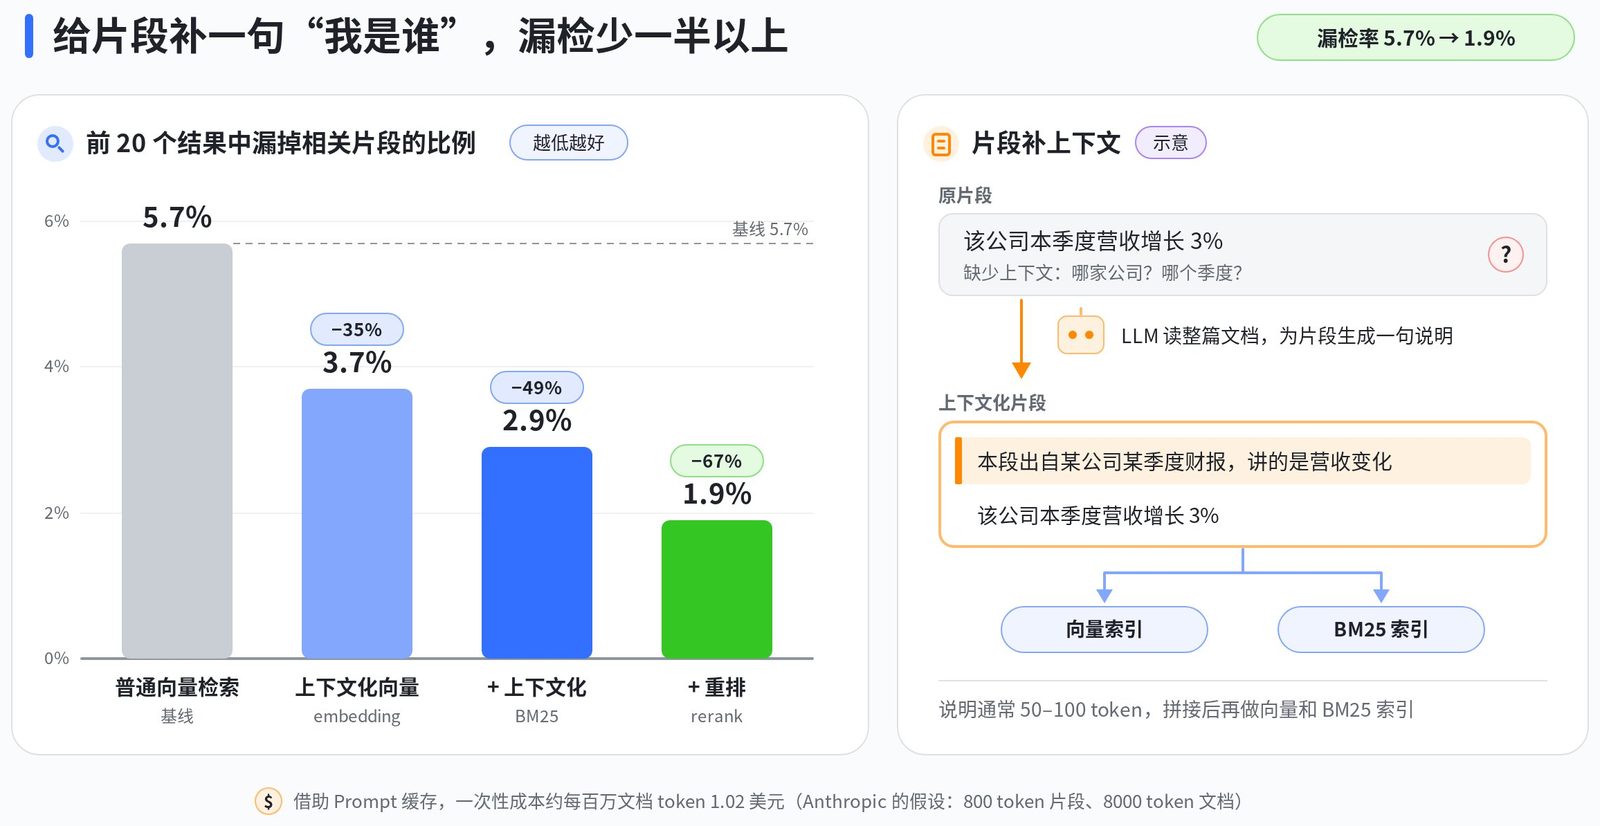 给片段补一句“我是谁”，漏检少一半以上
漏检率 5.7%→1.9%
前 20 个结果中漏掉相关片段的比例
越低越好
6%
4%
2%
0%
基线 5.7%
5.7%
−35%
3.7%
−49%
2.9%
−67%
1.9%
普通向量检索
基线
上下文化向量
embedding
+ 上下文化
BM25
+ 重排
rerank
片段补上下文
示意
原片段
该公司本季度营收增长 3%
缺少上下文：哪家公司？哪个季度？
?
LLM 读整篇文档，为片段生成一句说明
上下文化片段
本段出自某公司某季度财报，讲的是营收变化
该公司本季度营收增长 3%
向量索引
BM25 索引
说明通常 50–100 token，拼接后再做向量和 BM25 索引
$
借助 Prompt 缓存，一次性成本约每百万文档 token 1.02 美元（Anthropic 的假设：800 token 片段、8000 token 文档）